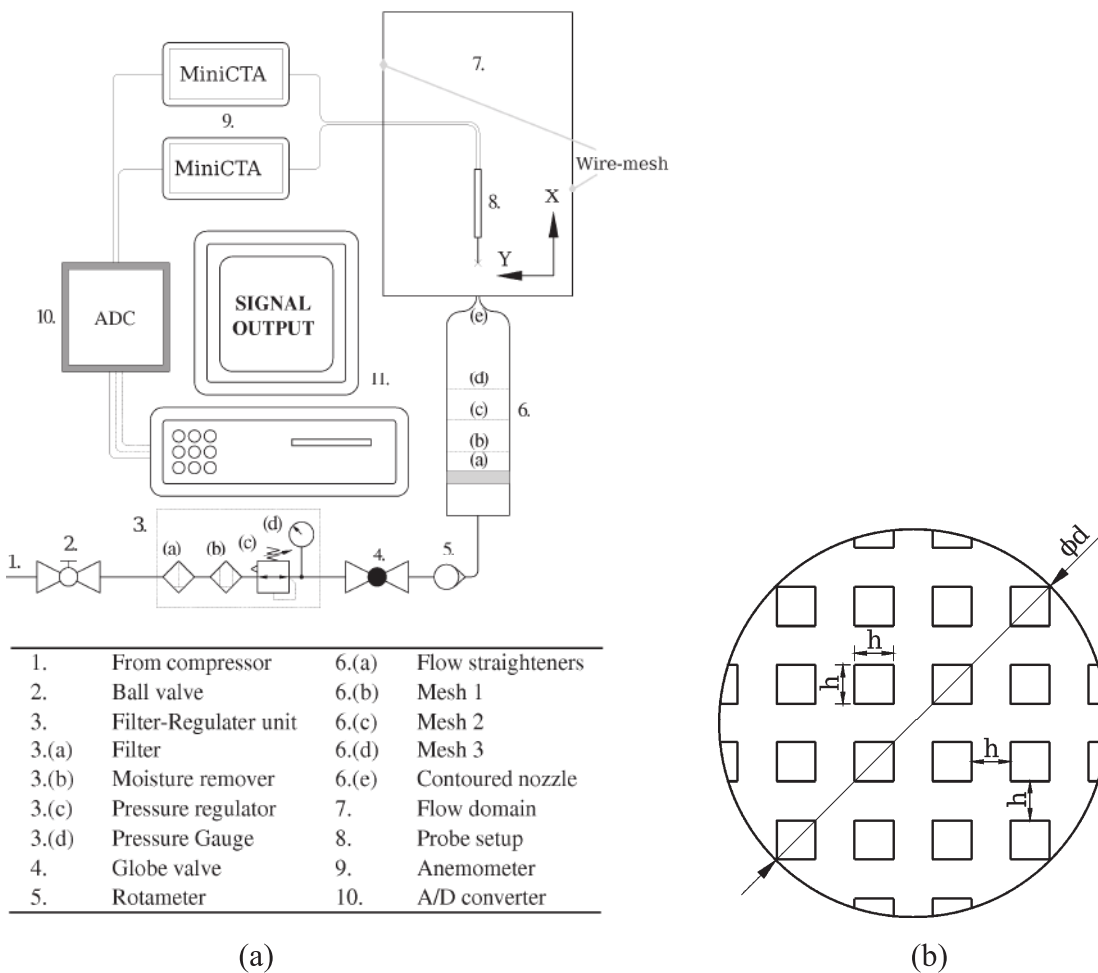 MiniCTA
9.
MiniCTA
7.
Wire-mesh
8.
X
Y
10.
ADC
SIGNAL
OUTPUT
11.
(e)
(d)
(c)
6.
(b)
(a)
3.
(d)
(c)
(a)
(b)
1.
2.
4.
5.
1. From compressor 6.(a) Flow straighteners
2. Ball valve 6.(b) Mesh 1
3. Filter-Regulater unit 6.(c) Mesh 2
3.(a) Filter 6.(d) Mesh 3
3.(b) Moisture remover 6.(e) Contoured nozzle
3.(c) Pressure regulator 7. Flow domain
3.(d) Pressure Gauge 8. Probe setup
4. Globe valve 9. Anemometer
5. Rotameter 10. A/D converter
(a)
ϕd
h
h
h
h
(b)